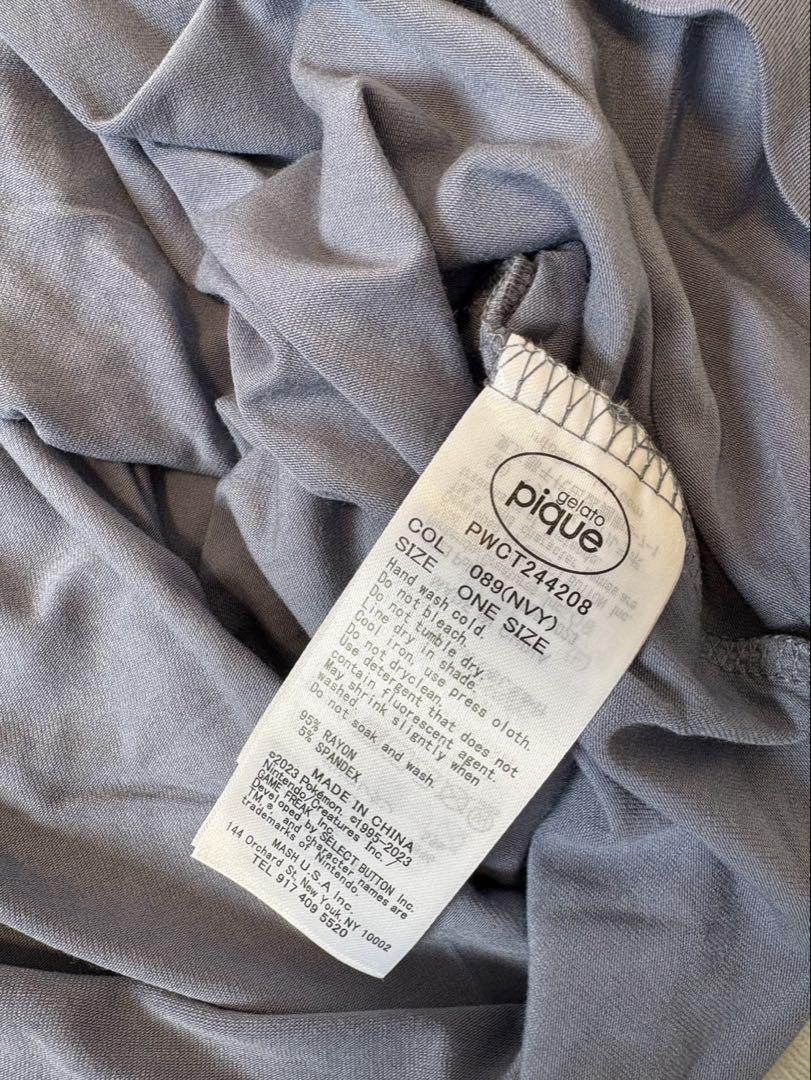 gelato
pique
PWCT244208
COL 089(NVY)
SIZE ONE SIZE
Hand wash cold.
Do not bleach.
Do not tumble dry.
Line dry in shade.
Cool iron, use press cloth.
Do not dryclean.
Use detergent that does not
contain fluorescent agent.
May shrink slightly when
washed.
Do not soak and wash.
95% RAYON
5% SPANDEX
MADE IN CHINA
©2023 Pokémon. ©1995-2023
Nintendo/Creatures Inc. /
GAME FREAK Inc.
Developed by SELECT BUTTON Inc.
TM, ®, and character names are
trademarks of Nintendo.
MASH U.S.A Inc.
144 Orchard St, New Youk, NY 10002
TEL 917 409 5520